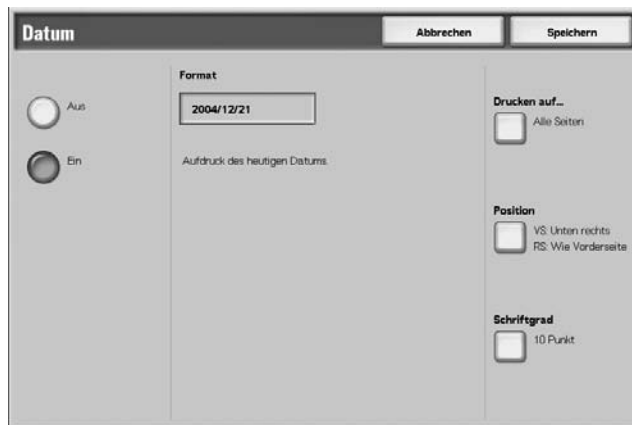 Datum
Abbrechen
Speichern
Aus
Ein
Format
2004/12/21
Aufdruck des heutigen Datums.
Drucken auf...
Alle Seiten
Position
VS: Unten rechts
RS: Wie Vorderseite
Schriftgrad
10 Punkt